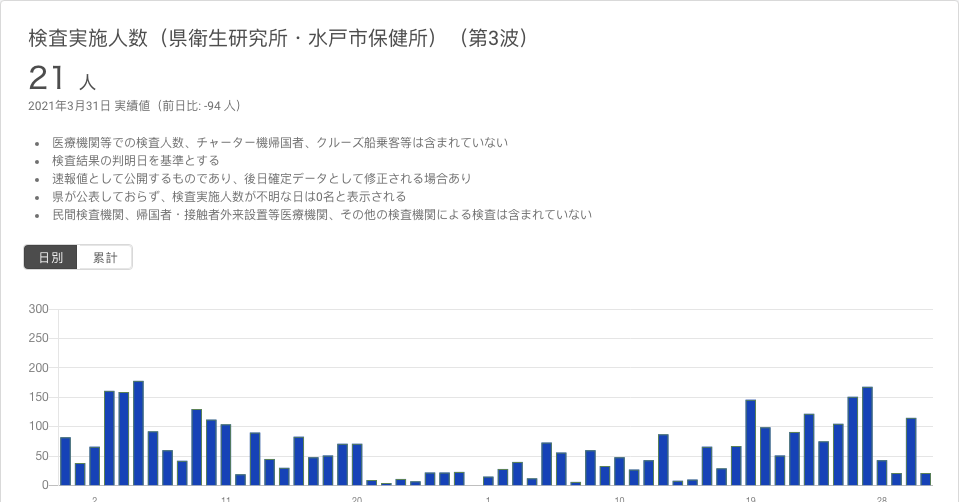 検査実施人数（県衛生研究所・水戸市保健所）（第3波）
21 人
2021年3月31日 実績値（前日比: -94 人）
• 医療機関等での検査人数、チャーター機帰国者、クルーズ船乗客等は含まれていない
• 検査結果の判明日を基準とする
• 速報値として公開するものであり、後日確定データとして修正される場合あり
• 県が公表しておらず、検査実施人数が不明な日は0名と表示される
• 民間検査機関、帰国者・接触者外来設置等医療機関、その他の検査機関による検査は含まれていない
日別 累計
300
250
200
150
100
50
0
2 11 20 1 10 19 28